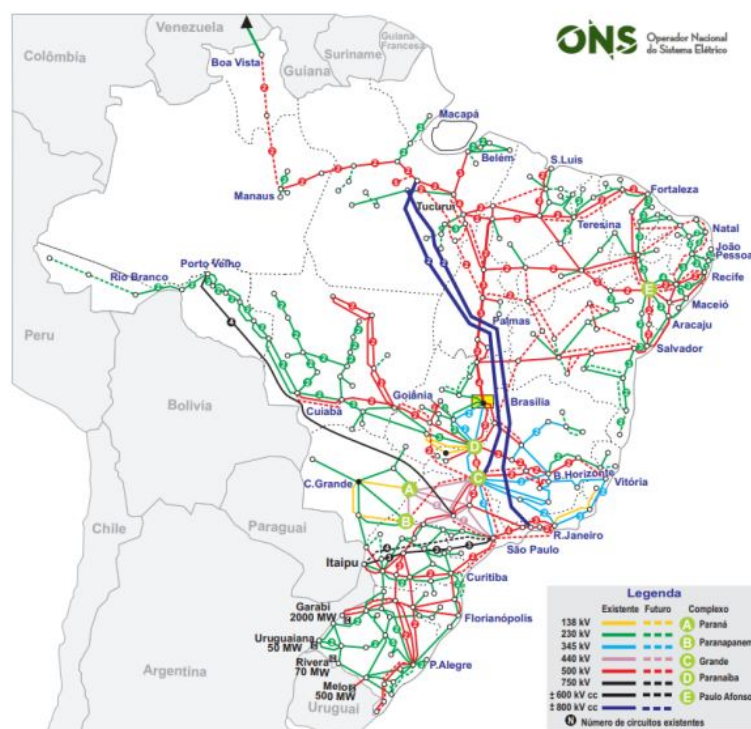 Venezuela
Colômbia
Guiana
Suriname
Guiana
Francesa
ONS Operador Nacional
do Sistema Elétrico
Boa Vista
Macapá
Belém
S.Luis
Fortaleza
Manaus
Tucuruí
Teresina
Natal
João
Pessoa
Recife
Maceió
Aracaju
Salvador
Porto Velho
Rio Branco
Peru
Bolívia
Palmas
E
Cuiabá
Goiânia
Brasília
D
C
B.Horizonte
Vitória
C.Grande
A
B
Chile
Paraguai
Itaipu
São Paulo
R.Janeiro
Curitiba
Florianópolis
Garabi
2000 MW
Uruguaiana
50 MW
Rivera
70 MW
Melo
500 MW
P.Alegre
Argentina
Uruguai
Legenda
Existente Futuro Complexo
138 kV A Paraná
230 kV B Paranapanem
345 kV
440 kV C Grande
500 kV D Paranaíba
750 kV
±600 kV cc E Paulo Afonso
±800 kV cc
N Número de circuitos existentes